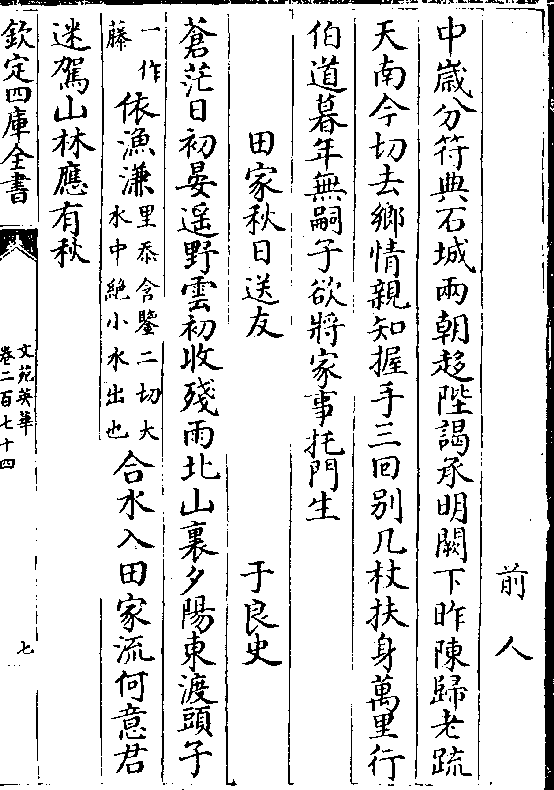 前人
中歳分符典石城兩朝趍陛謁承明闕下昨陳歸老疏
天南今切去鄉情親知握手三回别几杖扶身萬里行
伯道暮年無嗣子欲將家事托門生
田家秋日送友
于良史
蒼茫日初晏遥野雲初收殘雨北山裏夕陽東渡頭子
一作
藤
依漁溓
里忝含鑒二切大
水中絶小水出也
合水入田家流何意君
迷駕山林應有秋
欽定四庫全書
文苑英華
卷二百七十四
七